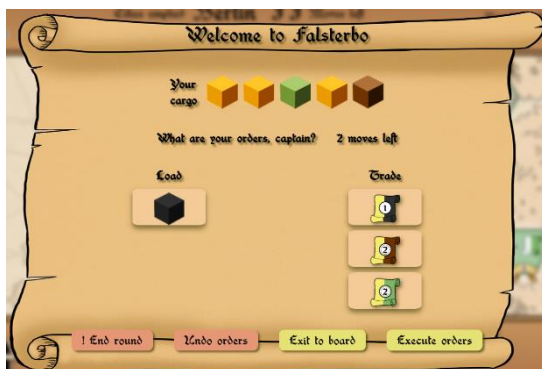 Welcome to Falsterbo
Your
cargo
What are your orders, captain? 2 moves left
Load
Trade
1
2
2
! End round
Undo orders
Exit to board
Execute orders